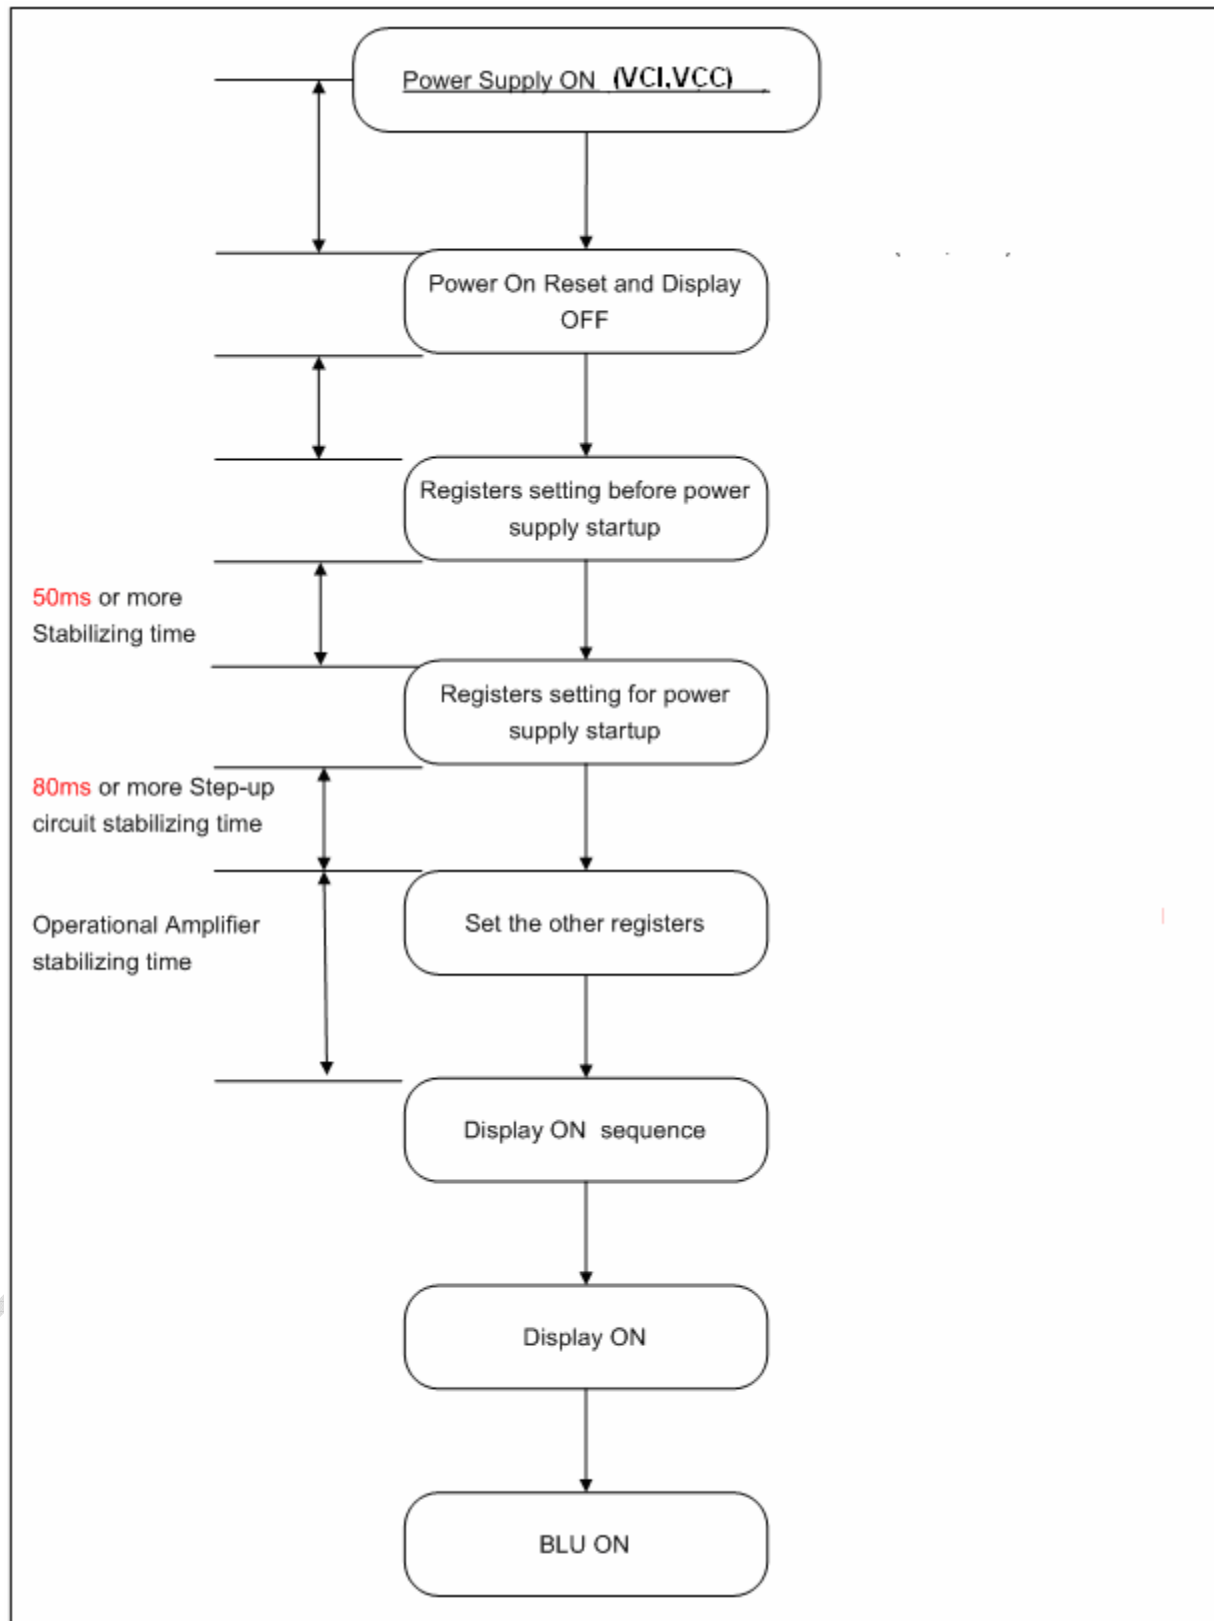 Power Supply ON (VCI,VCC)
Power On Reset and Display
OFF
Registers setting before power
supply startup
50ms or more
Stabilizing time
Registers setting for power
supply startup
80ms or more Step-up
circuit stabilizing time
Set the other registers
Operational Amplifier
stabilizing time
Display ON sequence
Display ON
BLU ON